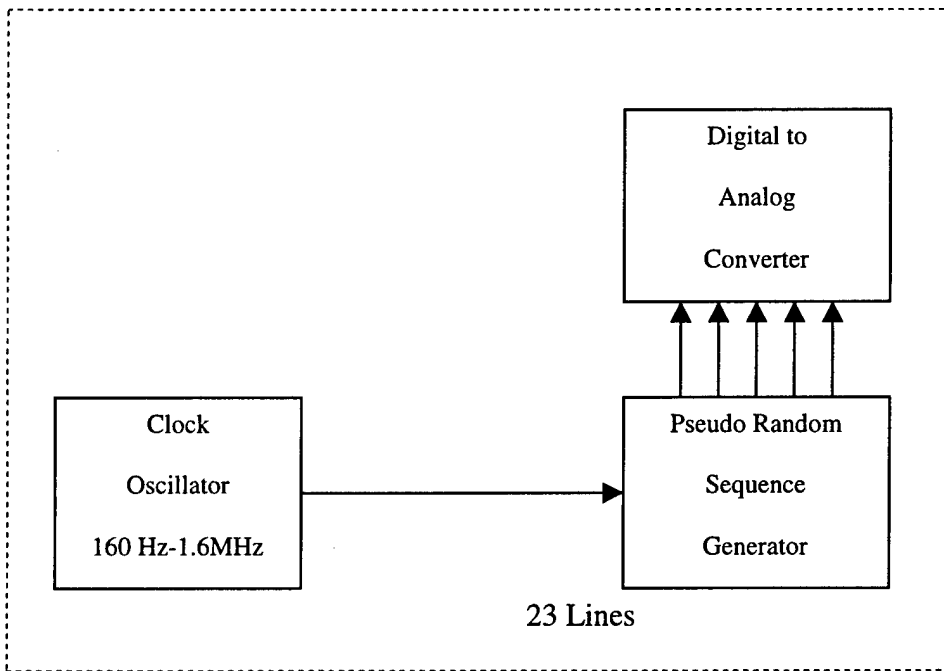 Digital to
Analog
Converter
Clock
Oscillator
160 Hz-1.6MHz
Pseudo Random
Sequence
Generator
23 Lines